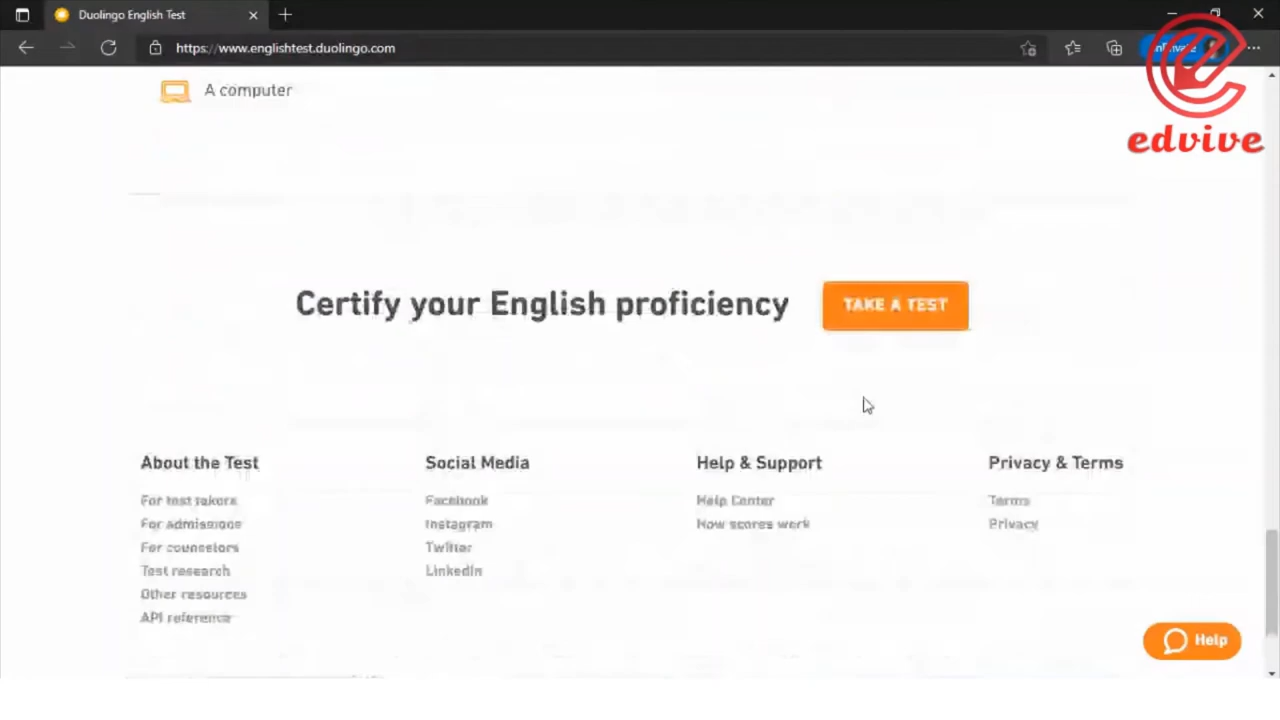 Duolingo English Test
https://www.englishtest.duolingo.com
InPrivate
edvive
A computer
Certify your English proficiency
TAKE A TEST
About the Test
Social Media
Help & Support
Privacy & Terms
For test takers
Facebook
Help Center
Terms
For admissions
Instagram
How scores work
Privacy
For counselors
Twitter
Test research
LinkedIn
Other resources
API reference
Help